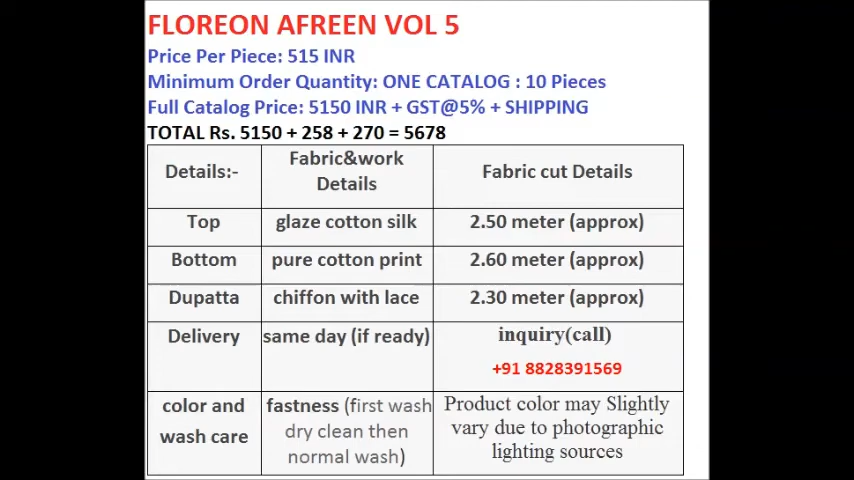 FLOREON AFREEN VOL 5
Price Per Piece: 515 INR
Minimum Order Quantity: ONE CATALOG : 10 Pieces
Full Catalog Price: 5150 INR + GST@5% + SHIPPING
TOTAL Rs. 5150 + 258 + 270 = 5678
Details:- Fabric&work Details Fabric cut Details
Top glaze cotton silk 2.50 meter (approx)
Bottom pure cotton print 2.60 meter (approx)
Dupatta chiffon with lace 2.30 meter (approx)
Delivery same day (if ready) inquiry(call)
+91 8828391569
color and wash care fastness (first wash dry clean then normal wash) Product color may Slightly vary due to photographic lighting sources